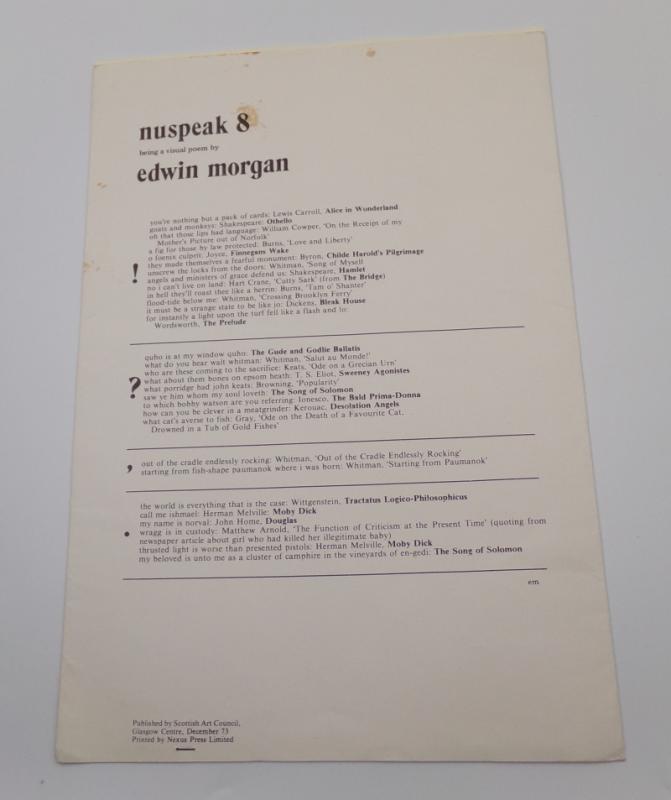 nuspeak 8
being a visual poem by
edwin morgan
you're nothing but a pack of cards: Lewis Carroll, Alice in Wonderland
goats and monkeys: Shakespeare: Othello
oh that those lips had language: William Cowper, 'On the Receipt of my
Mother's Picture out of Norfolk'
a fig for those by law protected: Burns, 'Love and Liberty'
o foenix culprit: Joyce, Finnegans Wake
they made themselves a fearful monument: Byron, Childe Harold's Pilgrimage
! unscrew the locks from the doors: Whitman, 'Song of Myself
angels and ministers of grace defend us: Shakespeare, Hamlet
no i can't live on land: Hart Crane, 'Cutty Sark' (from The Bridge)
in hell they'll roast thee like a herrin: Burns, 'Tam o' Shanter'
flood-tide below me: Whitman, 'Crossing Brooklyn Ferry'
it must be a strange state to be like jo: Dickens, Bleak House
for instantly a light upon the turf fell like a flash and lo:
Wordsworth, The Prelude
quho is at my window quho: The Gude and Godlie Ballatis
what do you hear walt whitman: Whitman, 'Salut au Monde!'
who are these coming to the sacrifice: Keats, 'Ode on a Grecian Urn'
? what about them bones on epsom heath: T. S. Eliot, Sweeney Agonistes
what porridge had john keats: Browning, 'Popularity'
saw ye him whom my soul loveth: The Song of Solomon
to which bobby watson are you referring: Ionesco, The Bald Prima-Donna
how can you be clever in a meatgrinder: Kerouac, Desolation Angels
what cat's averse to fish: Gray, 'Ode on the Death of a Favourite Cat,
Drowned in a Tub of Gold Fishes'
, out of the cradle endlessly rocking: Whitman, 'Out of the Cradle Endlessly Rocking'
starting from fish-shape paumanok where i was born: Whitman, 'Starting from Paumanok'
the world is everything that is the case: Wittgenstein, Tractatus Logico-Philosophicus
call me ishmael: Herman Melville: Moby Dick
my name is norval: John Home, Douglas
. wragg is in custody: Matthew Arnold, 'The Function of Criticism at the Present Time' (quoting from
newspaper article about girl who had killed her illegitimate baby)
thrusted light is worse than presented pistols: Herman Melville, Moby Dick
my beloved is unto me as a cluster of camphire in the vineyards of en-gedi: The Song of Solomon
em
Published by Scottish Art Council,
Glasgow Centre, December 73
Printed by Nexus Press Limited